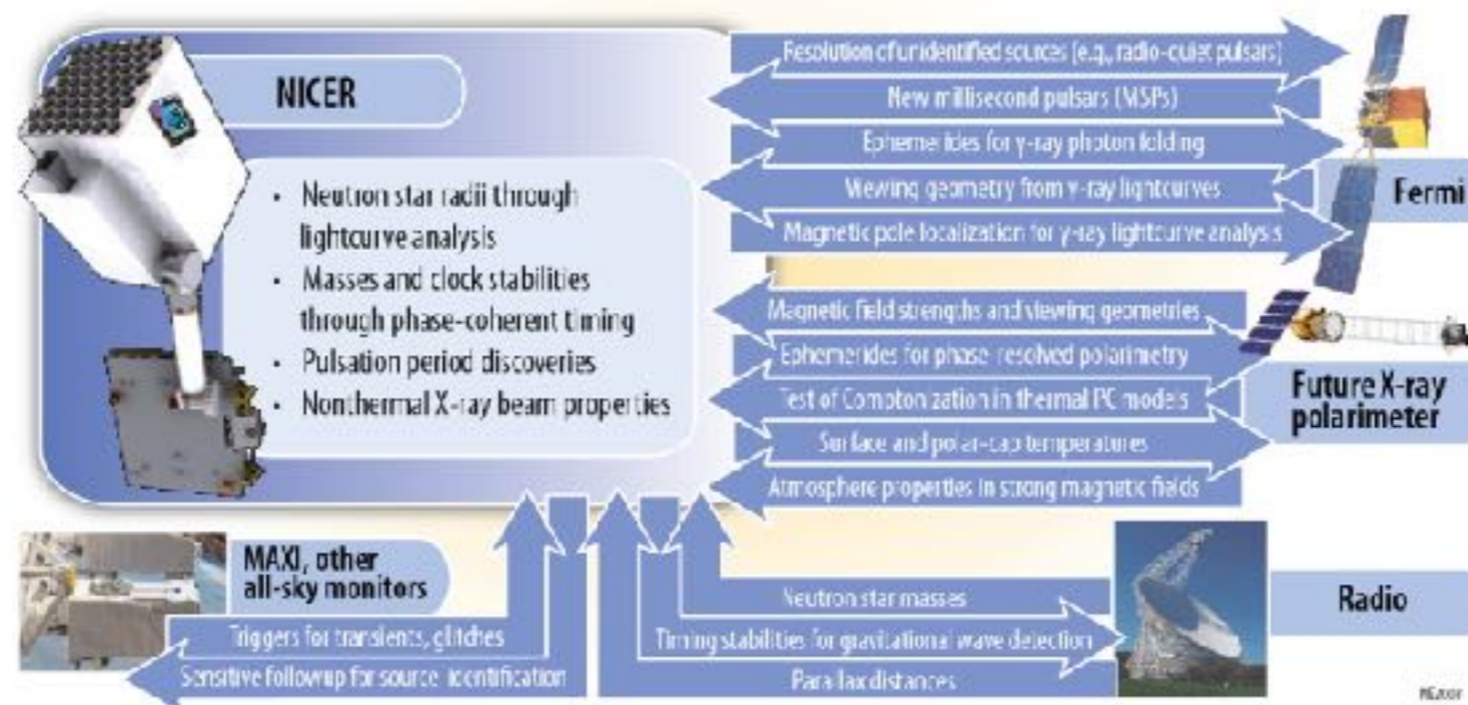 NICER
• Neutron star radii through
lightcurve analysis
• Masses and clock stabilities
through phase-coherent timing
• Pulsation period discoveries
• Nonthermal X-ray beam properties
Resolution of unidentified sources (e.g., radio-quiet pulsars)
New millisecond pulsars (MSPs)
Ephemerides for γ-ray photon folding
Viewing geometry from γ-ray lightcurves
Magnetic pole localization for γ-ray lightcurve analysis
Fermi
Magnetic field strengths and viewing geometries
Ephemerides for phase-resolved polarimetry
Test of Comptonization in thermal PC models
Surface and polar-cap temperatures
Atmosphere properties in strong magnetic fields
Future X-ray
polarimeter
MAXI, other
all-sky monitors
Triggers for transients, glitches
Sensitive followup for source identification
Neutron star masses
Timing stabilities for gravitational wave detection
Parallax distances
Radio